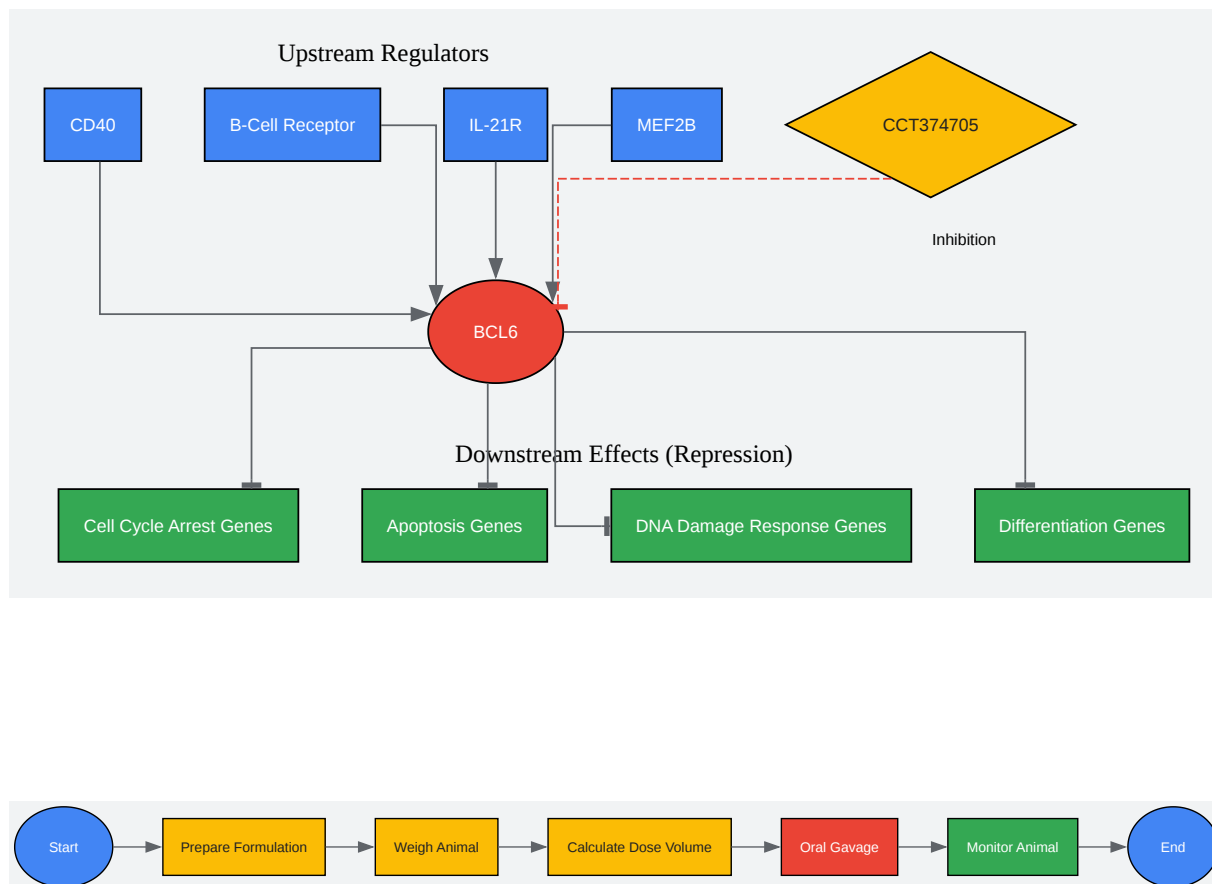 Upstream Regulators
CD40
B-Cell Receptor
IL-21R
MEF2B
CCT374705
Inhibition
BCL6
Downstream Effects (Repression)
Cell Cycle Arrest Genes
Apoptosis Genes
DNA Damage Response Genes
Differentiation Genes
Start
Prepare Formulation
Weigh Animal
Calculate Dose Volume
Oral Gavage
Monitor Animal
End